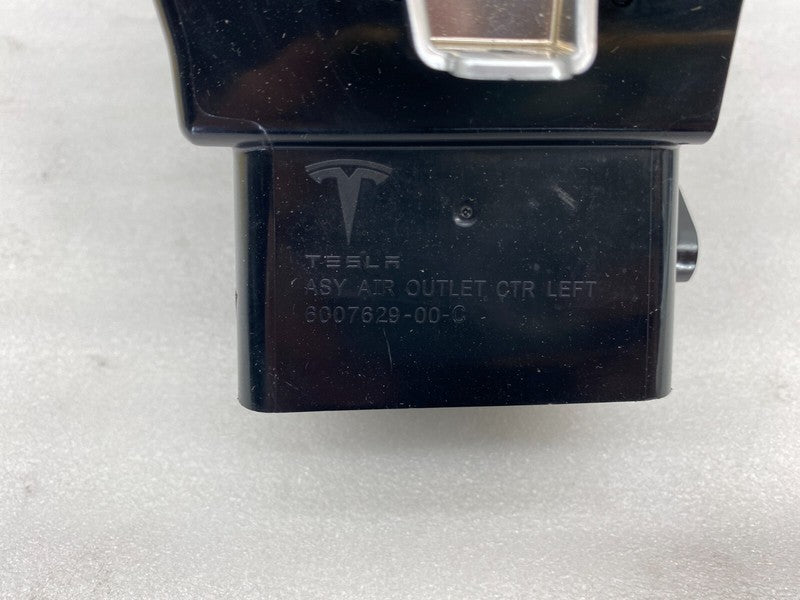 TESLA
ASY AIR OUTLET CTR LEFT
6007629-00-C